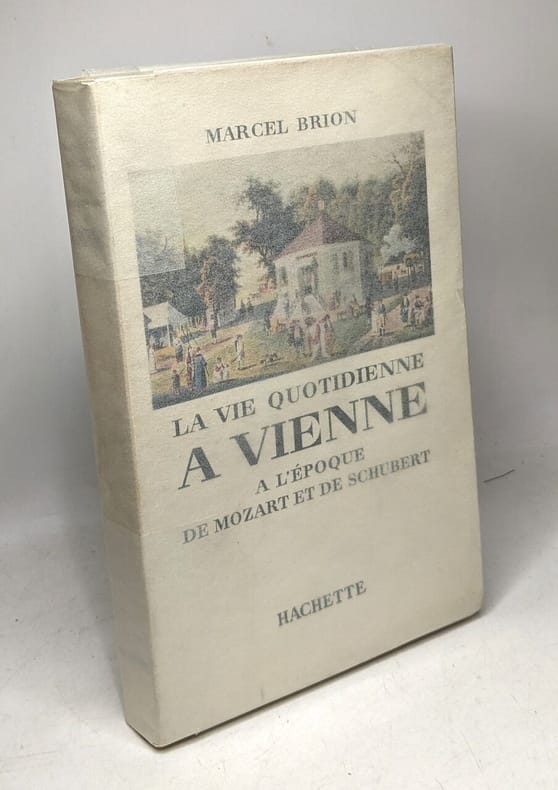 MARCEL BRION
LA VIE QUOTIDIENNE
A VIENNE
A L'ÉPOQUE
DE MOZART ET DE SCHUBERT
HACHETTE